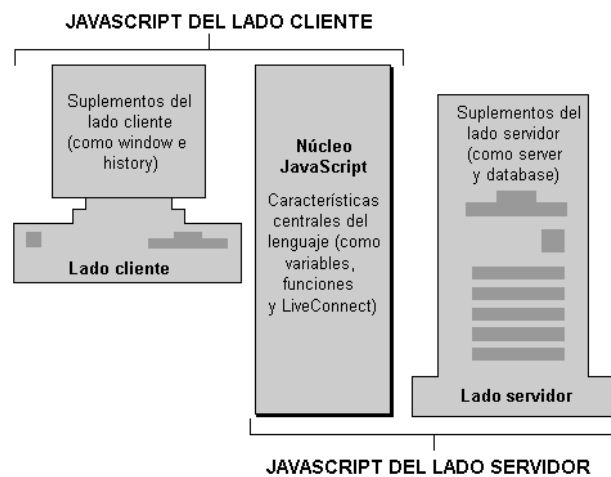 JAVASCRIPT DEL LADO CLIENTE
Suplementos del
lado cliente
(como window e
history)
Lado cliente
Núcleo
JavaScript
Características
centrales del
lenguaje (como
variables,
funciones
y LiveConnect)
Suplementos del
lado servidor
(como server
y database)
Lado servidor
JAVASCRIPT DEL LADO SERVIDOR